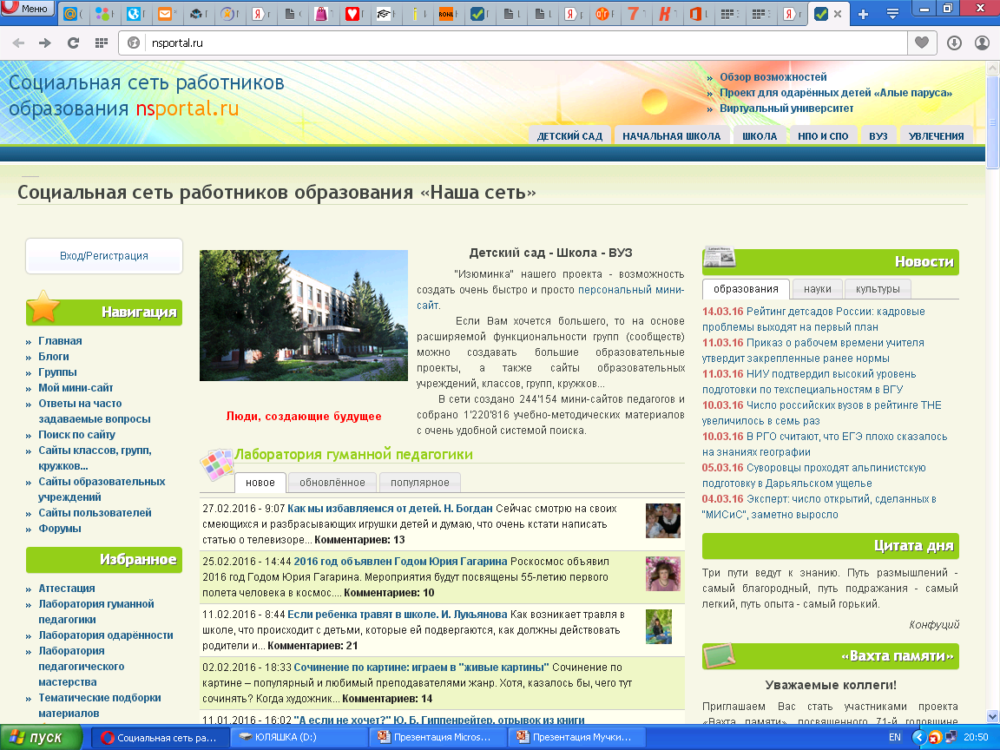 Меню
nsportal.ru
Социальная сеть работников
образования nsportal.ru
» Обзор возможностей
» Проект для одарённых детей «Алые паруса»
» Виртуальный университет
ДЕТСКИЙ САД
НАЧАЛЬНАЯ ШКОЛА
ШКОЛА
НПО И СПО
ВУЗ
УВЛЕЧЕНИЯ
Социальная сеть работников образования «Наша сеть»
Вход/Регистрация
Навигация
» Главная
» Блоги
» Группы
» Мой мини-сайт
» Ответы на часто
задаваемые вопросы
» Поиск по сайту
» Сайты классов, групп,
кружков...
» Сайты образовательных
учреждений
» Сайты пользователей
» Форумы
Избранное
» Аттестация
» Лаборатория гуманной
педагогики
» Лаборатория одарённости
» Лаборатория
педагогического
мастерства
» Тематические подборки
материалов
Люди, создающие будущее
Детский сад - Школа - ВУЗ
"Изюминка" нашего проекта - возможность
создать очень быстро и просто персональный мини-
сайт.
Если Вам хочется большего, то на основе
расширяемой функциональности групп (сообществ)
можно создавать большие образовательные
проекты, а также сайты образовательных
учреждений, классов, групп, кружков...
В сети создано 244'154 мини-сайтов педагогов и
собрано 1'220'816 учебно-методических материалов
с очень удобной системой поиска.
Лаборатория гуманной педагогики
новое
обновлённое
популярное
27.02.2016 - 9:07 Как мы избавляемся от детей. Н. Богдан Сейчас смотрю на своих
смеющихся и разбрасывающих игрушки детей и думаю, что очень кстати написать
статью о телевизоре... Комментариев: 13
25.02.2016 - 14:44 2016 год объявлен Годом Юрия Гагарина Роскосмос объявил
2016 год Годом Юрия Гагарина. Мероприятия будут посвящены 55-летию первого
полета человека в космос.... Комментариев: 10
11.02.2016 - 8:44 Если ребенка травят в школе. И. Лукьянова Как возникает травля в
школе, что происходит с детьми, которые ей подвергаются, как должны действовать
родители и... Комментариев: 21
02.02.2016 - 18:33 Сочинение по картине: играем в "живые картины" Сочинение по
картине – популярный и любимый преподавателями жанр. Хотя, казалось бы, чего тут
сочинять? Когда художник... Комментариев: 14
11.01.2016 - 16:02 "А если не хочет?" Ю. Б. Гиппенрейтер, отрывок из книги
Новости
образования
науки
культуры
14.03.16 Рейтинг детсадов России: кадровые
проблемы выходят на первый план
11.03.16 Приказ о рабочем времени учителя
утвердит закрепленные ранее нормы
11.03.16 НИУ подтвердил высокий уровень
подготовки по техспециальностям в ВГУ
10.03.16 Число российских вузов в рейтинге THE
увеличилось в семь раз
10.03.16 В РГО считают, что ЕГЭ плохо сказалось
на знаниях географии
05.03.16 Суворовцы проходят альпинистскую
подготовку в Дарьяльском ущелье
04.03.16 Эксперт: число открытий, сделанных в
"МИСиС", заметно выросло
Цитата дня
Три пути ведут к знанию. Путь размышлений -
самый благородный, путь подражания - самый
легкий, путь опыта - самый горький.
Конфуций
«Вахта памяти»
Уважаемые коллеги!
Приглашаем Вас стать участниками проекта
«Вахта памяти», посвященного 71-й годовщине
пуск
Социальная сеть ра...
ЮЛЯШКА (D:)
Презентация Micros...
Презентация Мучки...
EN
20:50